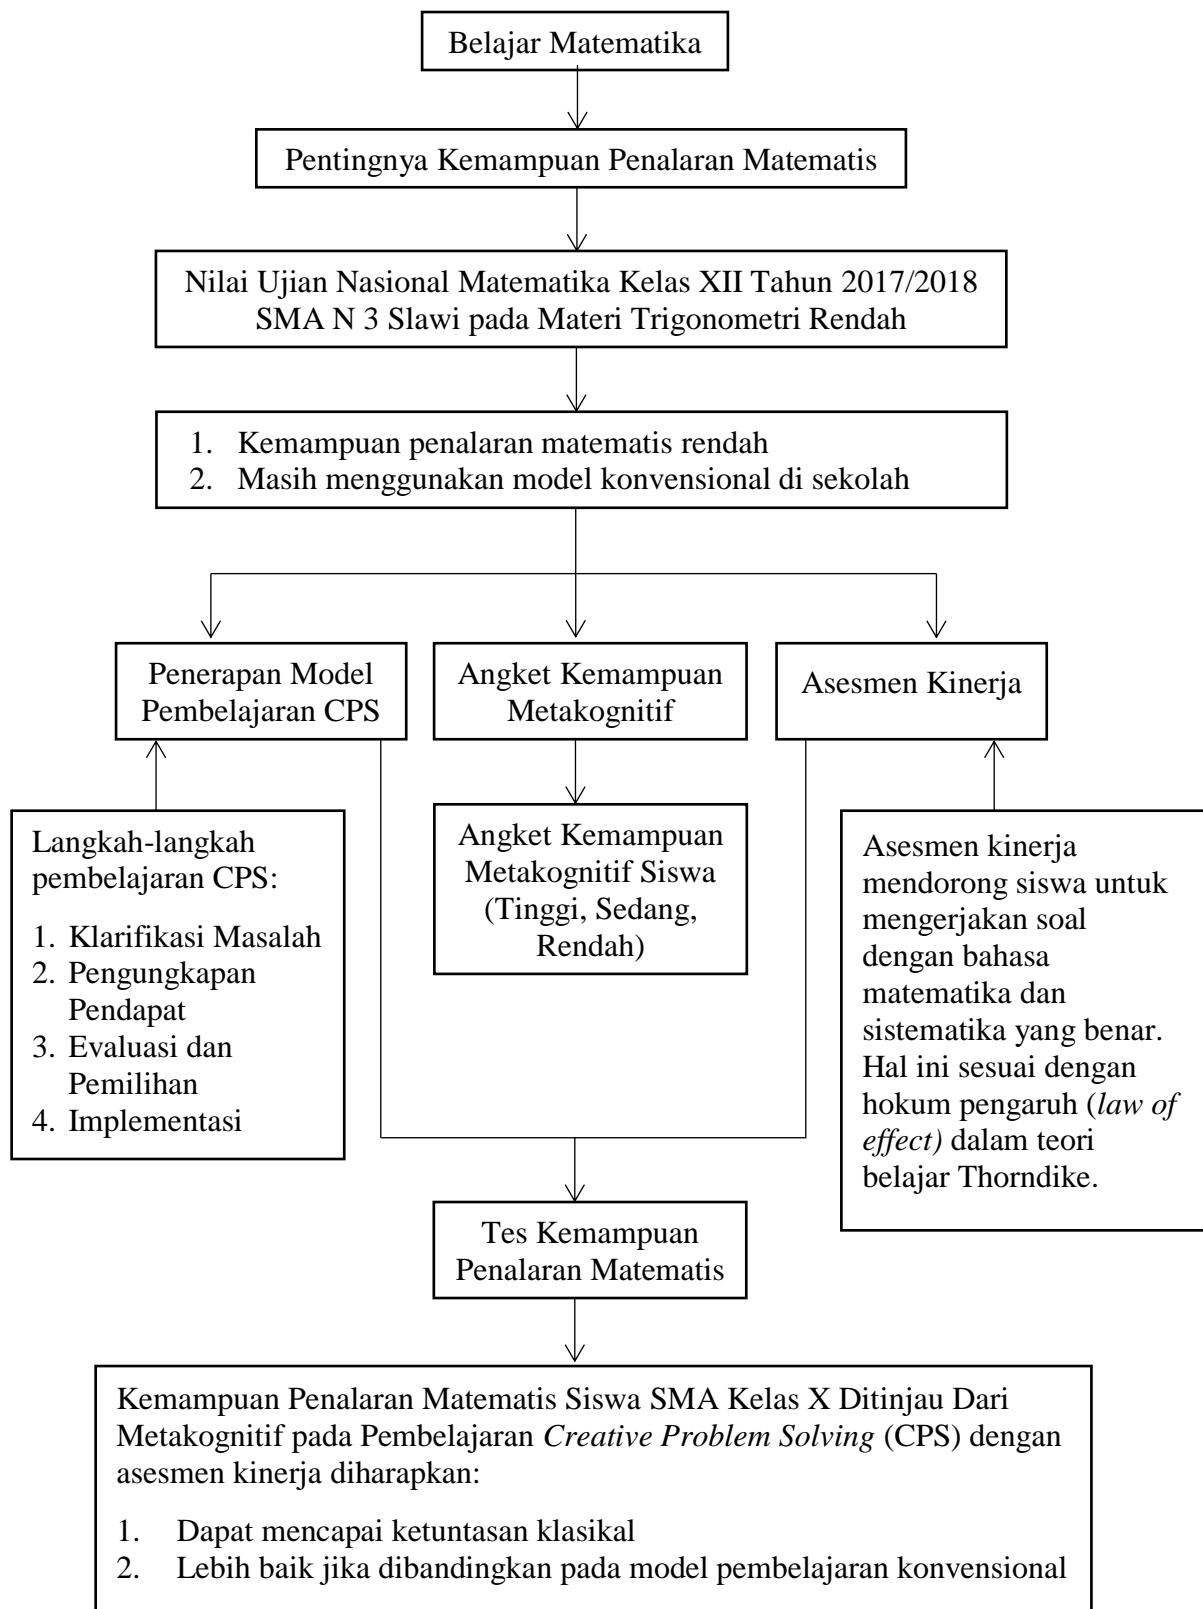 Belajar Matematika
Pentingnya Kemampuan Penalaran Matematis
Nilai Ujian Nasional Matematika Kelas XII Tahun 2017/2018
SMA N 3 Slawi pada Materi Trigonometri Rendah
1. Kemampuan penalaran matematis rendah
2. Masih menggunakan model konvensional di sekolah
Penerapan Model
Pembelajaran CPS
Angket Kemampuan
Metakognitif
Asesmen Kinerja
Langkah-langkah
pembelajaran CPS:
1. Klarifikasi Masalah
2. Pengungkapan
Pendapat
3. Evaluasi dan
Pemilihan
4. Implementasi
Angket Kemampuan
Metakognitif Siswa
(Tinggi, Sedang,
Rendah)
Asesmen kinerja
mendorong siswa untuk
mengerjakan soal
dengan bahasa
matematika dan
sistematika yang benar.
Hal ini sesuai dengan
hokum pengaruh (law of
effect) dalam teori
belajar Thorndike.
Tes Kemampuan
Penalaran Matematis
Kemampuan Penalaran Matematis Siswa SMA Kelas X Ditinjau Dari
Metakognitif pada Pembelajaran Creative Problem Solving (CPS) dengan
asesmen kinerja diharapkan:
1. Dapat mencapai ketuntasan klasikal
2. Lebih baik jika dibandingkan pada model pembelajaran konvensional